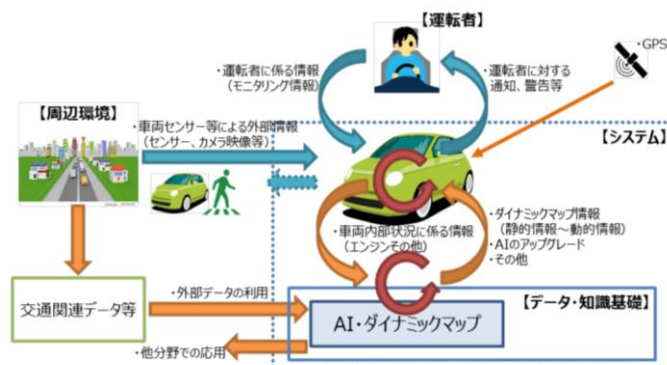 【運転者】
・GPS
・運転者に係る情報
（モニタリング情報）
・運転者に対する
通知、警告等
【周辺環境】
・車両センサー等による外部情報
（センサー、カメラ映像等）
【システム】
・車両内部状況に係る情報
（エンジンその他）
・ダイナミックマップ情報
（静的情報～動的情報）
・AIのアップグレード
・その他
交通関連データ等
・外部データの利用
【データ・知識基礎】
AI・ダイナミックマップ
・他分野での応用